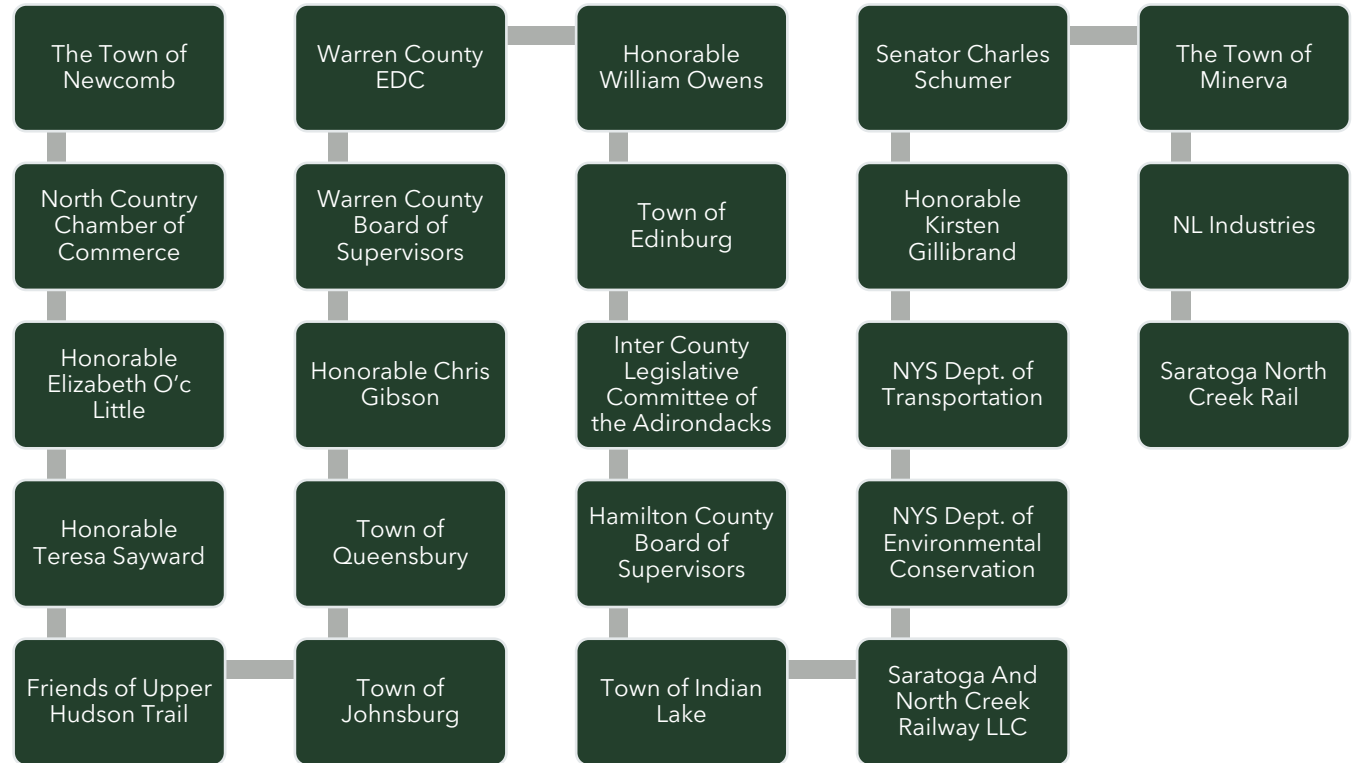 The Town of
Newcomb
North Country
Chamber of
Commerce
Honorable
Elizabeth O’c
Little
Honorable
Teresa Sayward
Friends of Upper
Hudson Trail
Town of
Johnsburg
Town of
Queensbury
Honorable Chris
Gibson
Warren County
Board of
Supervisors
Warren County
EDC
Honorable
William Owens
Town of
Edinburg
Inter County
Legislative
Committee of
the Adirondacks
Hamilton County
Board of
Supervisors
Town of Indian
Lake
Saratoga And
North Creek
Railway LLC
NYS Dept. of
Environmental
Conservation
NYS Dept. of
Transportation
Honorable
Kirsten
Gillibrand
Senator Charles
Schumer
The Town of
Minerva
NL Industries
Saratoga North
Creek Rail